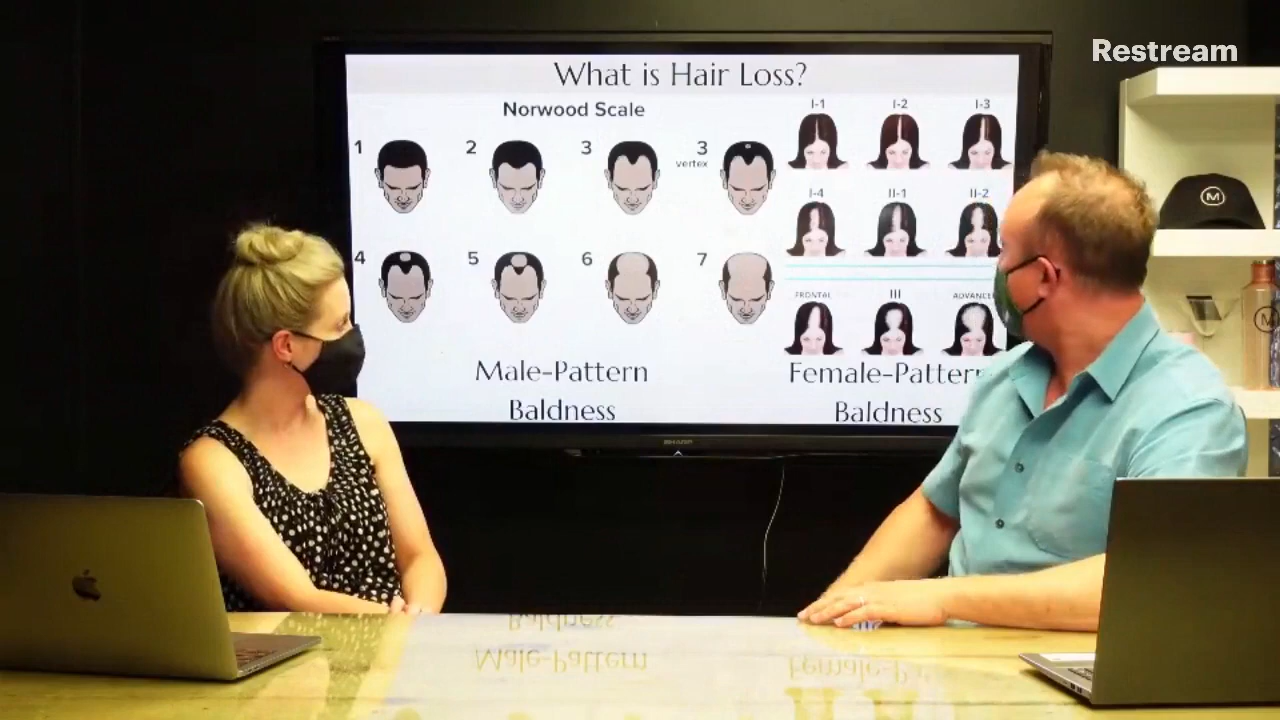 Restream
What is Hair Loss?
Norwood Scale
1
2
3
3
vertex
4
5
6
7
I-1
I-2
I-3
I-4
II-1
II-2
FRONTAL
III
Male-Pattern
Baldness
Female-Pattern
Baldness
SHARP
M
M